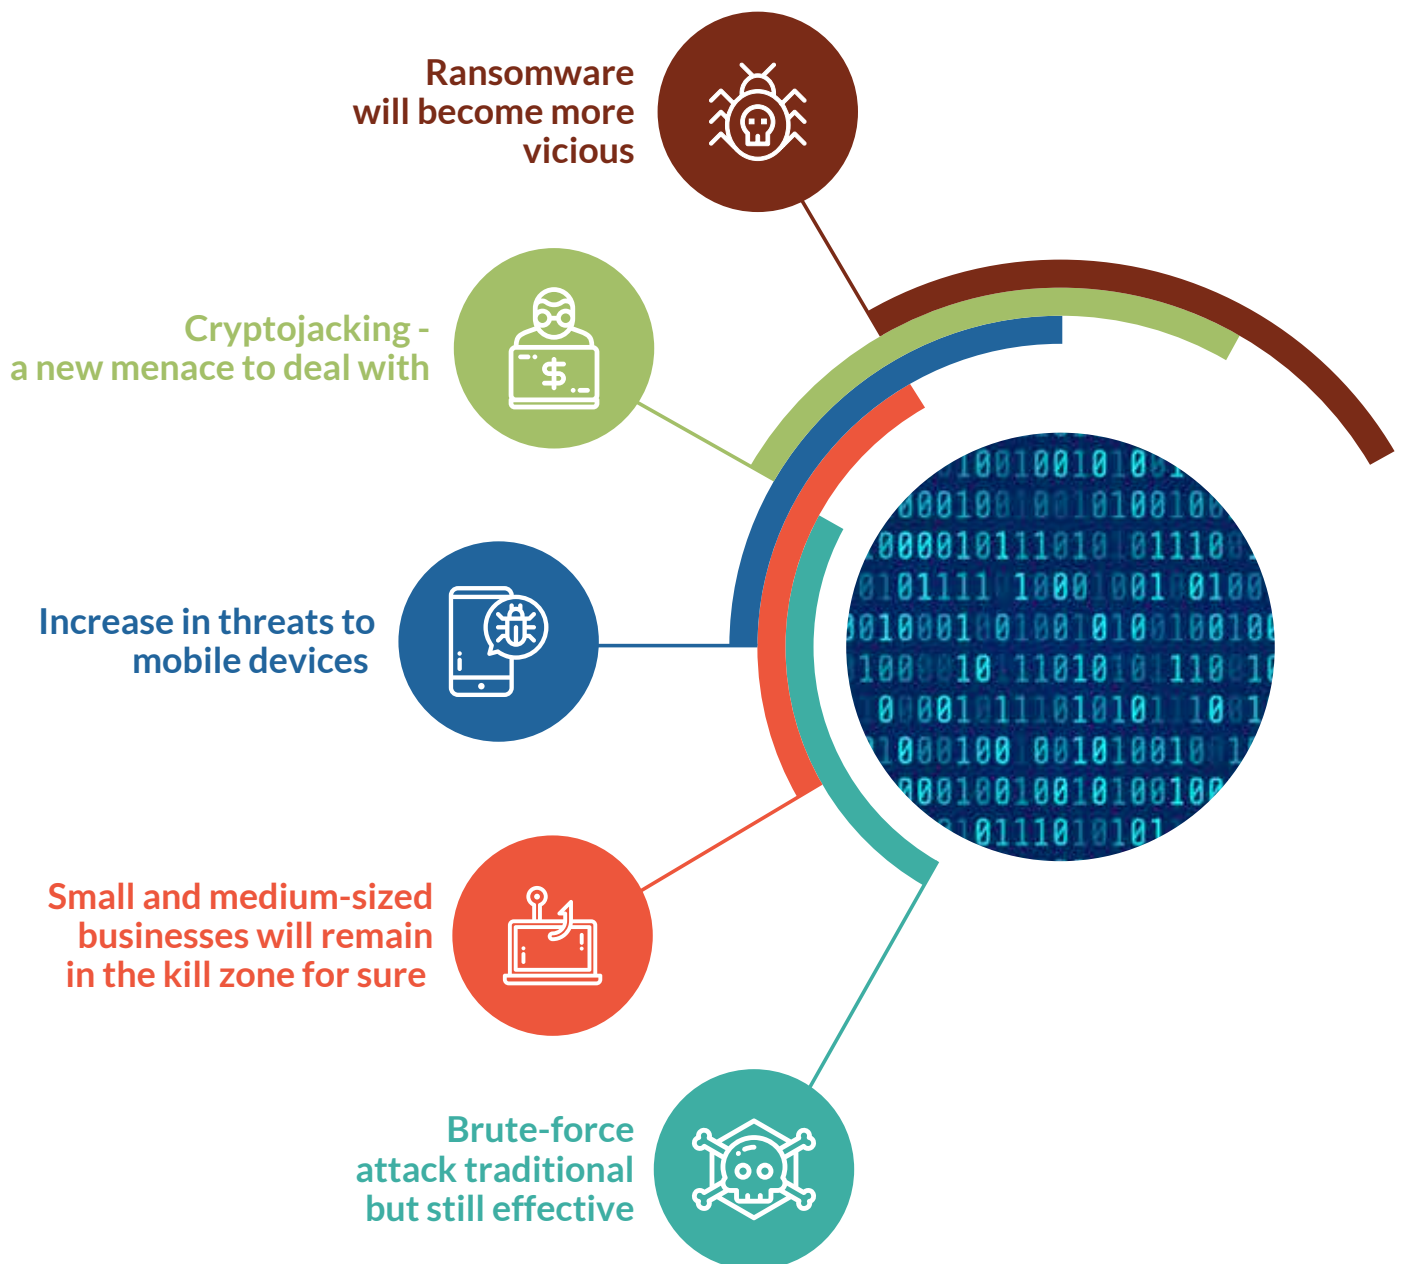 Ransomware
will become more
vicious
Cryptojacking -
a new menace to deal with
$
Increase in threats to
mobile devices
Small and medium-sized
businesses will remain
in the kill zone for sure
Brute-force
attack traditional
but still effective